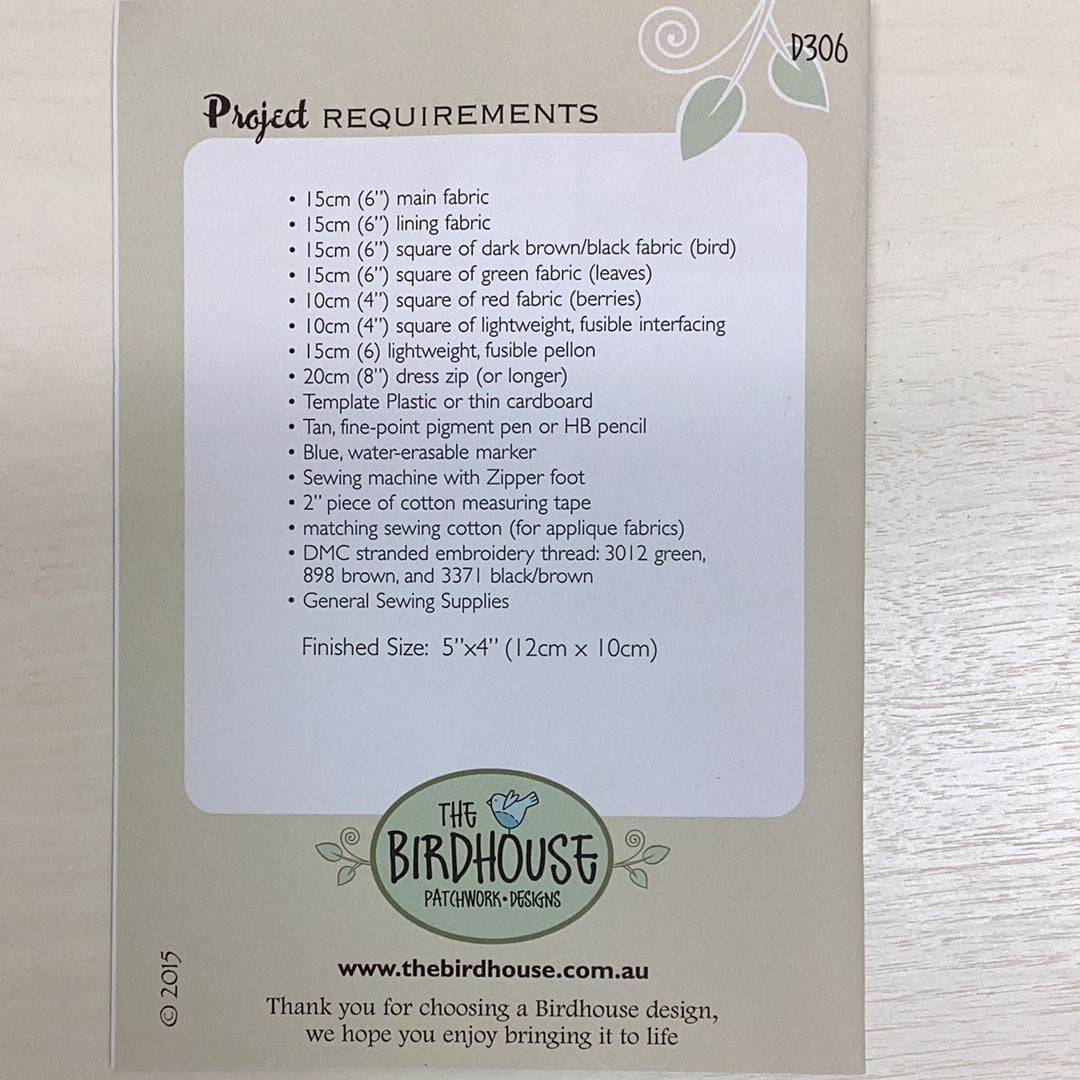 D306
Project REQUIREMENTS
• 15cm (6") main fabric
• 15cm (6") lining fabric
• 15cm (6") square of dark brown/black fabric (bird)
• 15cm (6") square of green fabric (leaves)
• 10cm (4") square of red fabric (berries)
• 10cm (4") square of lightweight, fusible interfacing
• 15cm (6) lightweight, fusible pellon
• 20cm (8") dress zip (or longer)
• Template Plastic or thin cardboard
• Tan, fine-point pigment pen or HB pencil
• Blue, water-erasable marker
• Sewing machine with Zipper foot
• 2" piece of cotton measuring tape
• matching sewing cotton (for applique fabrics)
• DMC stranded embroidery thread: 3012 green,
898 brown, and 3371 black/brown
• General Sewing Supplies
Finished Size: 5"x4" (12cm x 10cm)
THE
BIRDHOUSE
PATCHWORK • DESIGNS
© 2015
www.thebirdhouse.com.au
Thank you for choosing a Birdhouse design,
we hope you enjoy bringing it to life